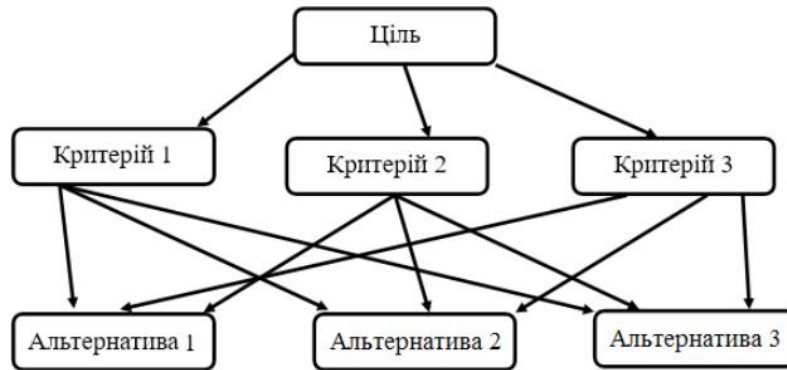 Ціль
Критерій 1
Критерій 2
Критерій 3
Альтернатива 1
Альтернатива 2
Альтернатива 3